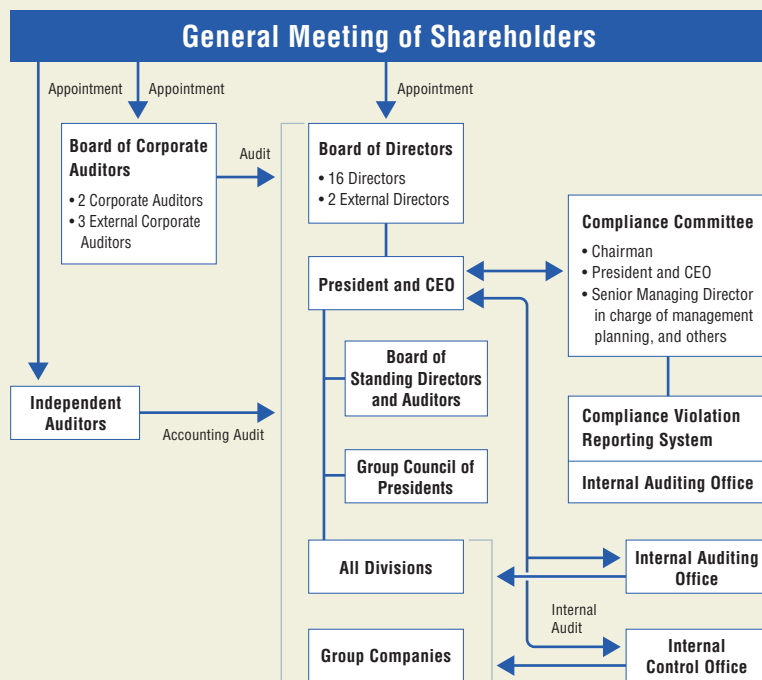 General Meeting of Shareholders
Appointment
Appointment
Appointment
Board of Corporate
Auditors
• 2 Corporate Auditors
• 3 External Corporate
Auditors
Audit
Board of Directors
• 16 Directors
• 2 External Directors
Compliance Committee
• Chairman
• President and CEO
• Senior Managing Director
in charge of management
planning, and others
President and CEO
Board of
Standing Directors
and Auditors
Independent
Auditors
Accounting Audit
Compliance Violation
Reporting System
Internal Auditing Office
Group Council of
Presidents
All Divisions
Internal Auditing
Office
Internal
Audit
Group Companies
Internal
Control Office